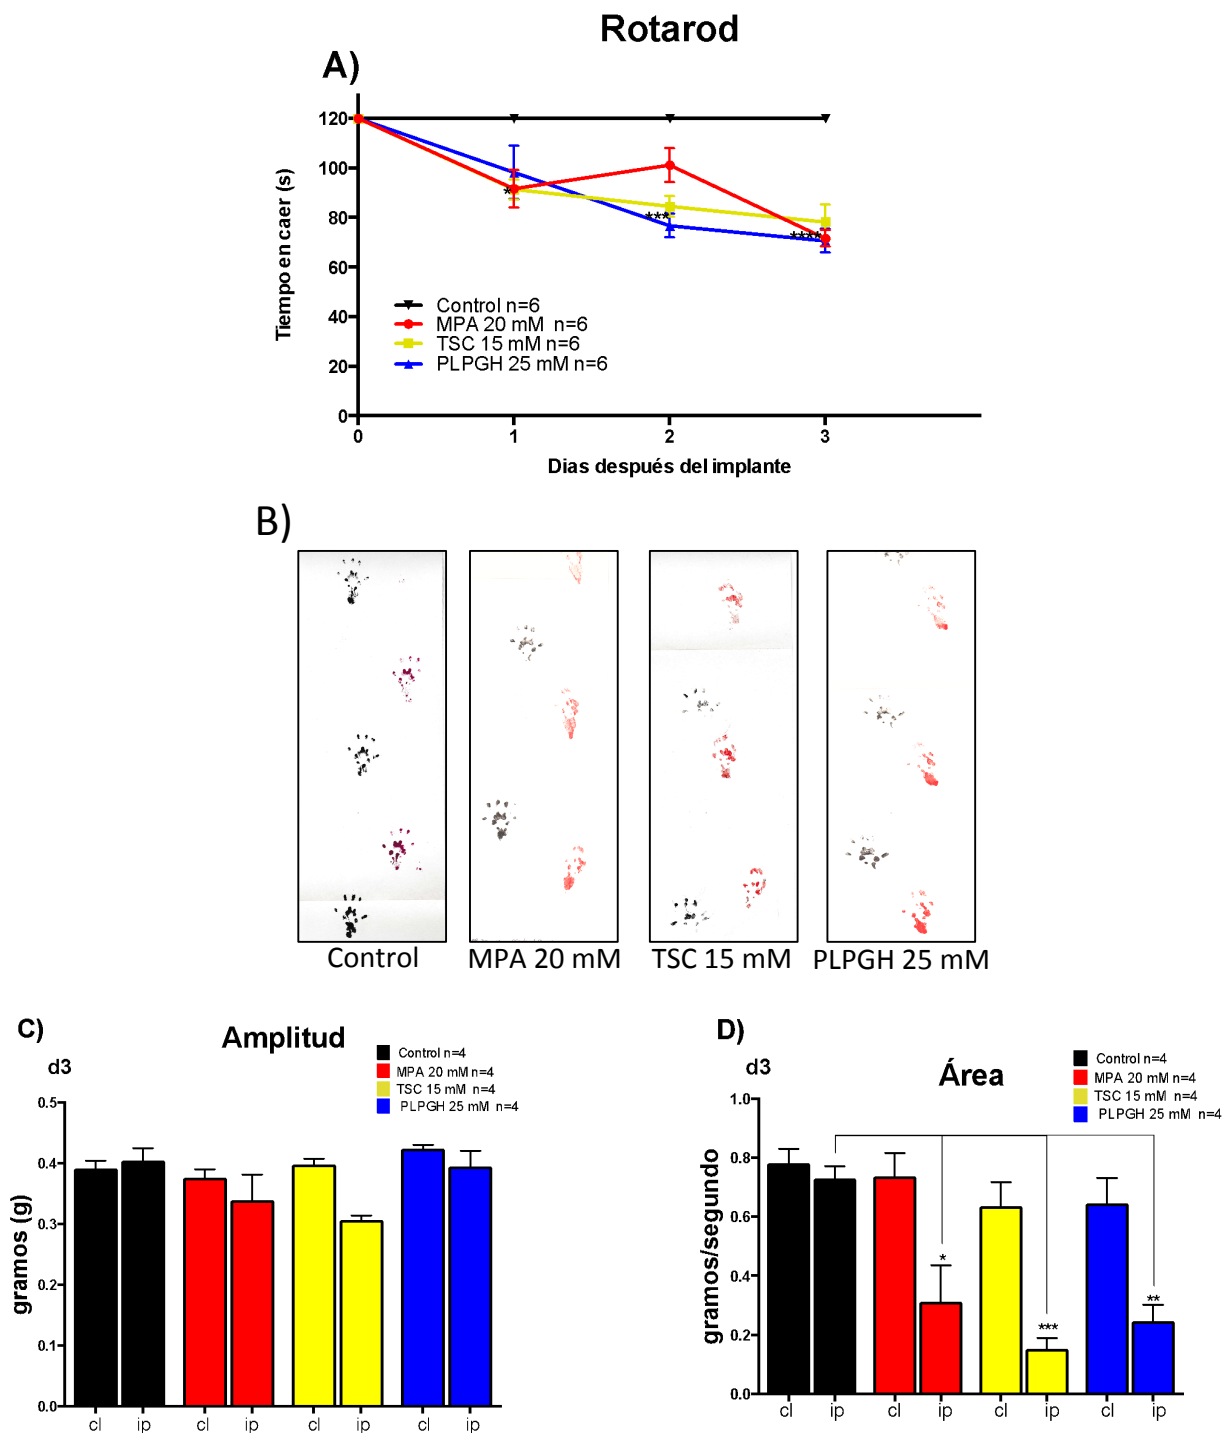 Rotarod
A)
120
100
80
60
40
20
0
Tiempo en caer (s)
*
***
****
Control n=6
MPA 20 mM n=6
TSC 15 mM n=6
PLPGH 25 mM n=6
0 1 2 3
Dias después del implante
B)
Control MPA 20 mM TSC 15 mM PLPGH 25 mM
C)
Amplitud
d3
Control n=4
MPA 20 mM n=4
TSC 15 mM n=4
PLPGH 25 mM n=4
0.5
0.4
0.3
0.2
0.1
0.0
gramos (g)
cl ip cl ip cl ip cl ip
D)
Área
d3
Control n=4
MPA 20 mM n=4
TSC 15 mM n=4
PLPGH 25 mM n=4
1.0
0.8
0.6
0.4
0.2
0.0
gramos/segundo
*
***
**
cl ip cl ip cl ip cl ip